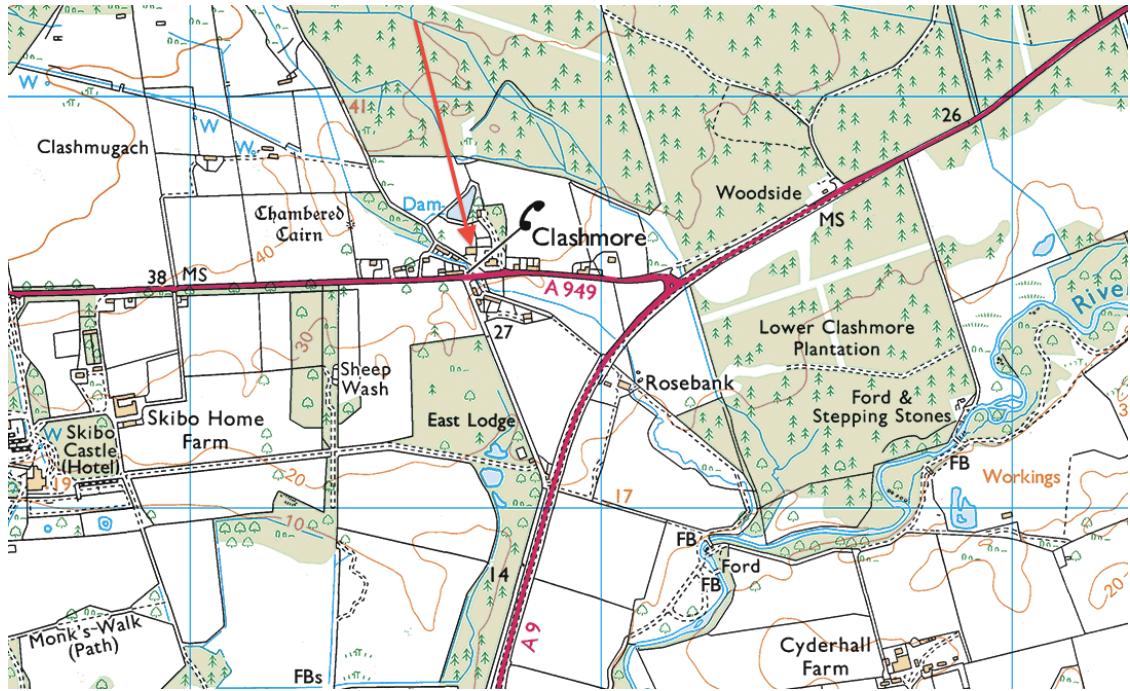 W
41
26
W
Clashmugach
W
Woodside
Dam
MS
Chambered
Cairn
Clashmore
40
38
MS
A 949
Rive
27
30
Lower Clashmore
Plantation
Sheep
Wash
Rosebank
Ford &
Stepping Stones
East Lodge
Skibo Home
Farm
W
Skibo
Castle
(Hotel)
FB
20
19
Workings
17
10
FB
Ford
14
FB
20
Monk's Walk
(Path)
A 9
Cyderhall
Farm
FBs